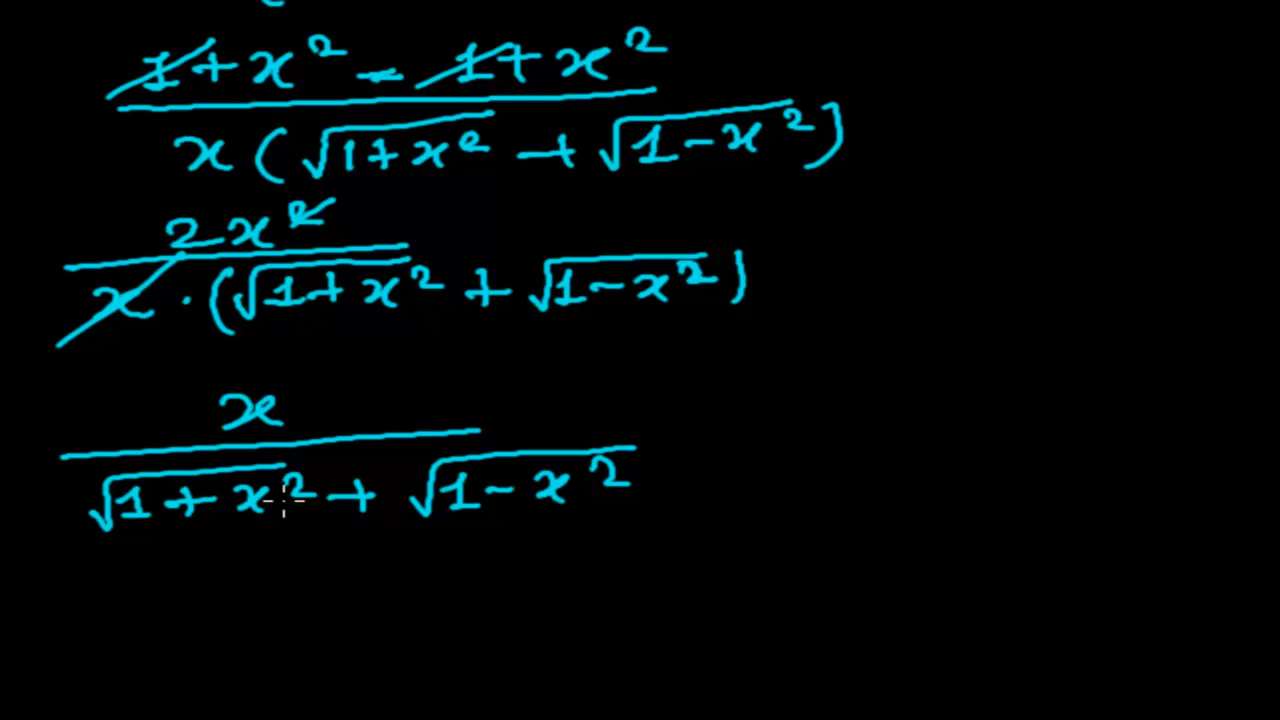 1 + x² - 1 + x²
x ( √1+x² + √1-x² )
2x²
x · ( √1+x² + √1-x² )
x
√1+x² + √1-x²